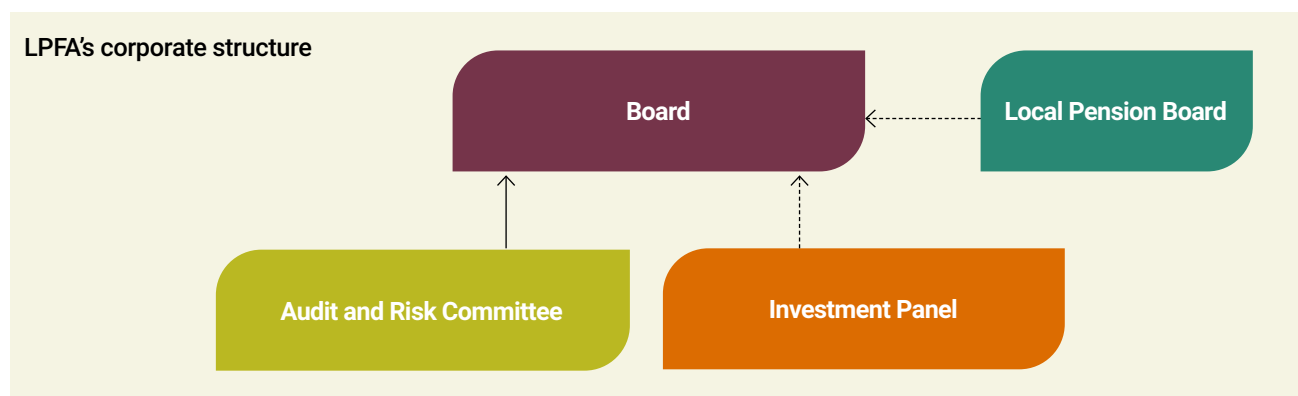 LPFA’s corporate structure
Board
Local Pension Board
Audit and Risk Committee
Investment Panel